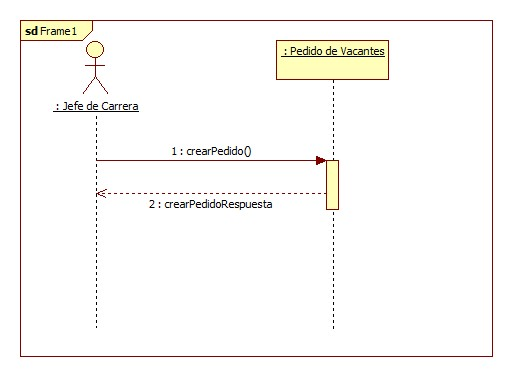 sd Frame1
: Pedido de Vacantes
: Jefe de Carrera
1 : crearPedido()
2 : crearPedidoRespuesta